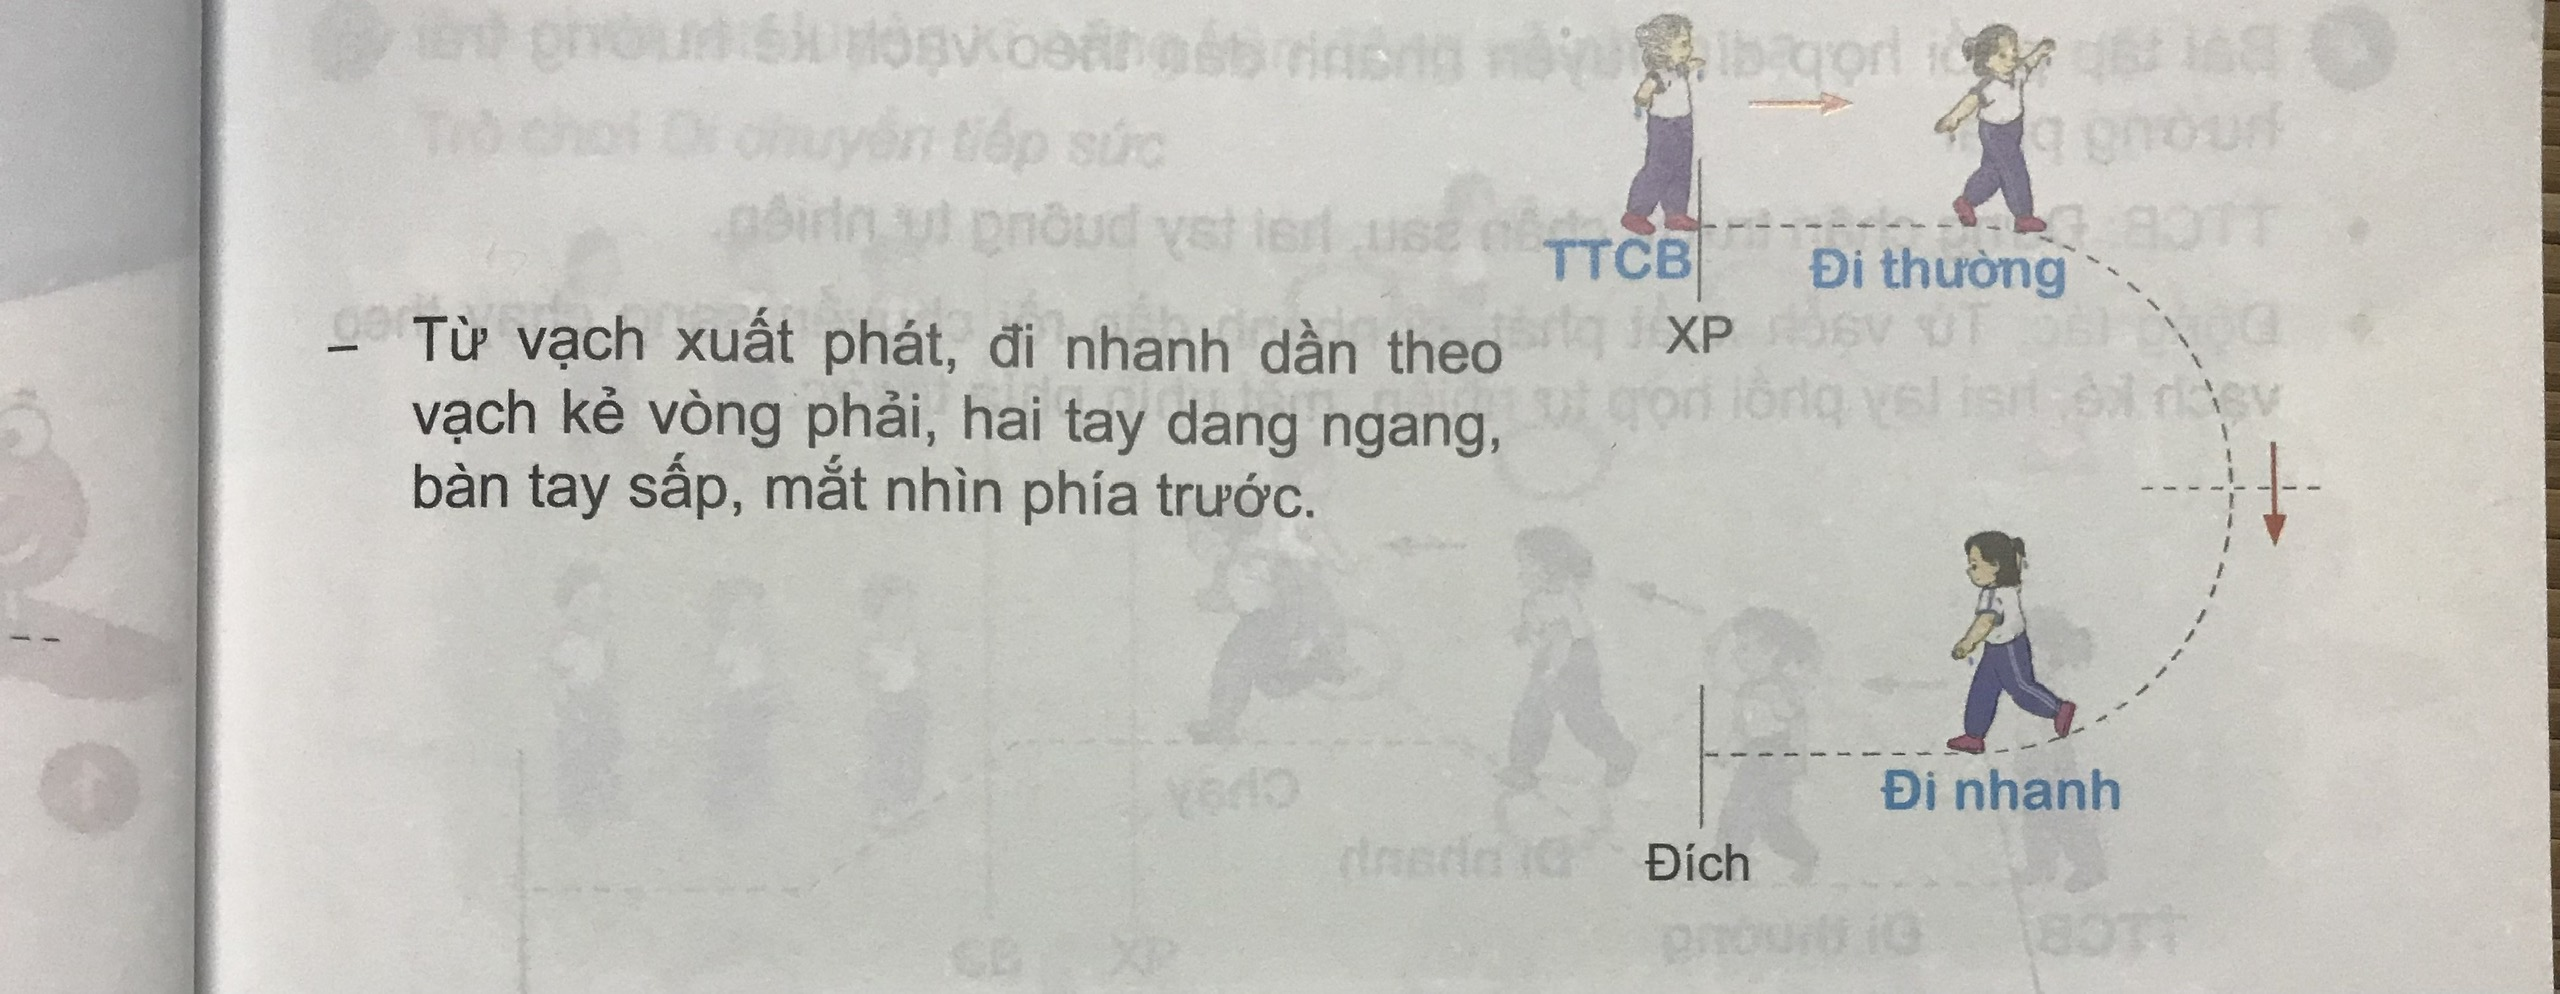 TTCB
Đi thường
XP
– Từ vạch xuất phát, đi nhanh dần theo
vạch kẻ vòng phải, hai tay dang ngang,
bàn tay sấp, mắt nhìn phía trước.
Đi nhanh
Đích